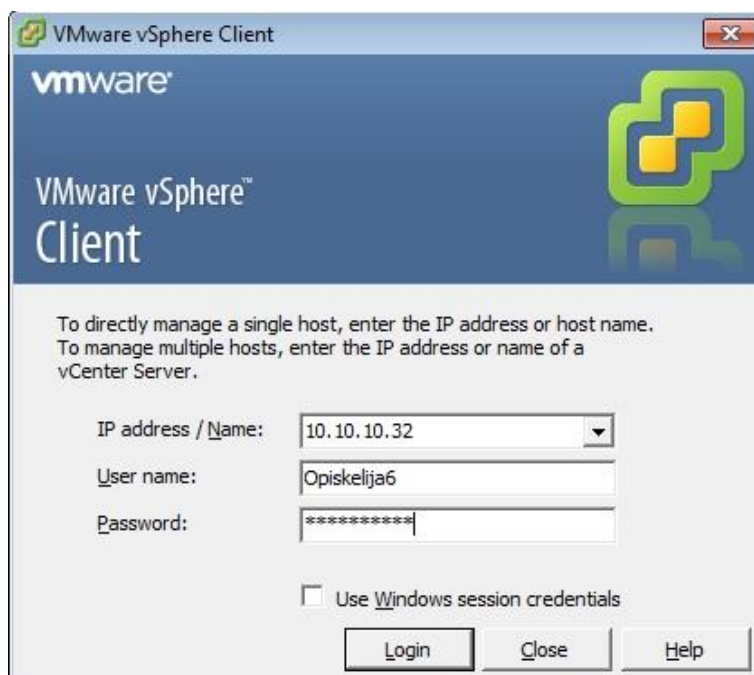 VMware vSphere Client
vmware
VMware vSphere™
Client
To directly manage a single host, enter the IP address or host name.
To manage multiple hosts, enter the IP address or name of a
vCenter Server.
IP address / Name: 10.10.10.32
User name: Opiskelija6
Password: **********
Use Windows session credentials
Login Close Help